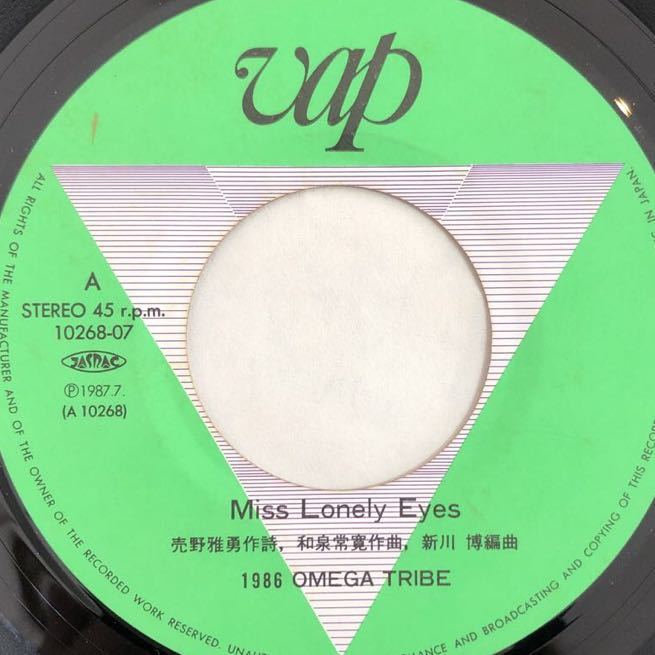 vap
A
STEREO 45 r.p.m.
10268-07
JASRAC
Ⓟ1987.7.
(A 10268)
Miss Lonely Eyes
売野雅勇作詩, 和泉常寛作曲, 新川 博編曲
1986 OMEGA TRIBE
ALL RIGHTS OF THE MANUFACTURER AND OF THE OWNER OF THE RECORDED WORK RESERVED. AND BROADCASTING AND COPYING OF THIS RECORD
IN JAPAN.